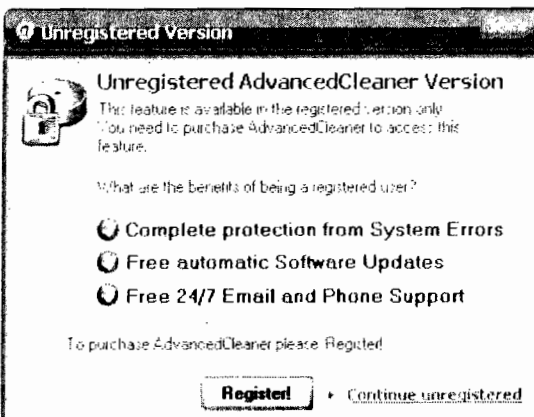 Unregistered Version
Unregistered AdvancedCleaner Version
This feature is available in the registered version only.
You need to purchase AdvancedCleaner to access this
feature.
What are the benefits of being a registered user?
Complete protection from System Errors
Free automatic Software Updates
Free 24/7 Email and Phone Support
To purchase AdvancedCleaner please Register!
Register!
Continue unregistered